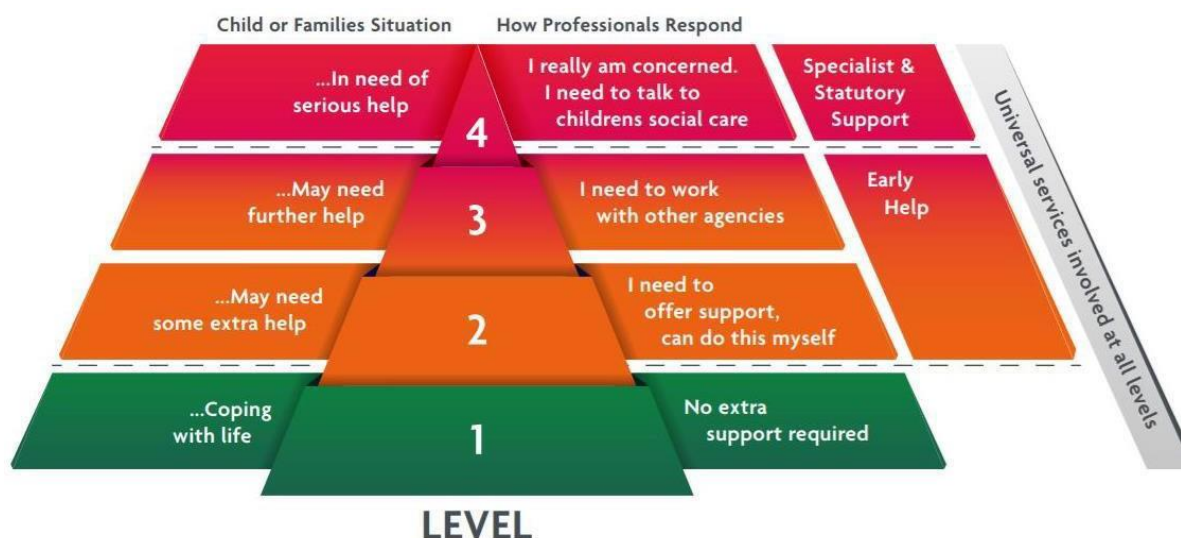 Child or Families Situation
How Professionals Respond
...In need of
serious help
4
I really am concerned.
I need to talk to
childrens social care
Specialist &
Statutory
Support
...May need
further help
3
I need to work
with other agencies
Early
Help
...May need
some extra help
2
I need to
offer support,
can do this myself
...Coping
with life
1
No extra
support required
Universal services involved at all levels
LEVEL